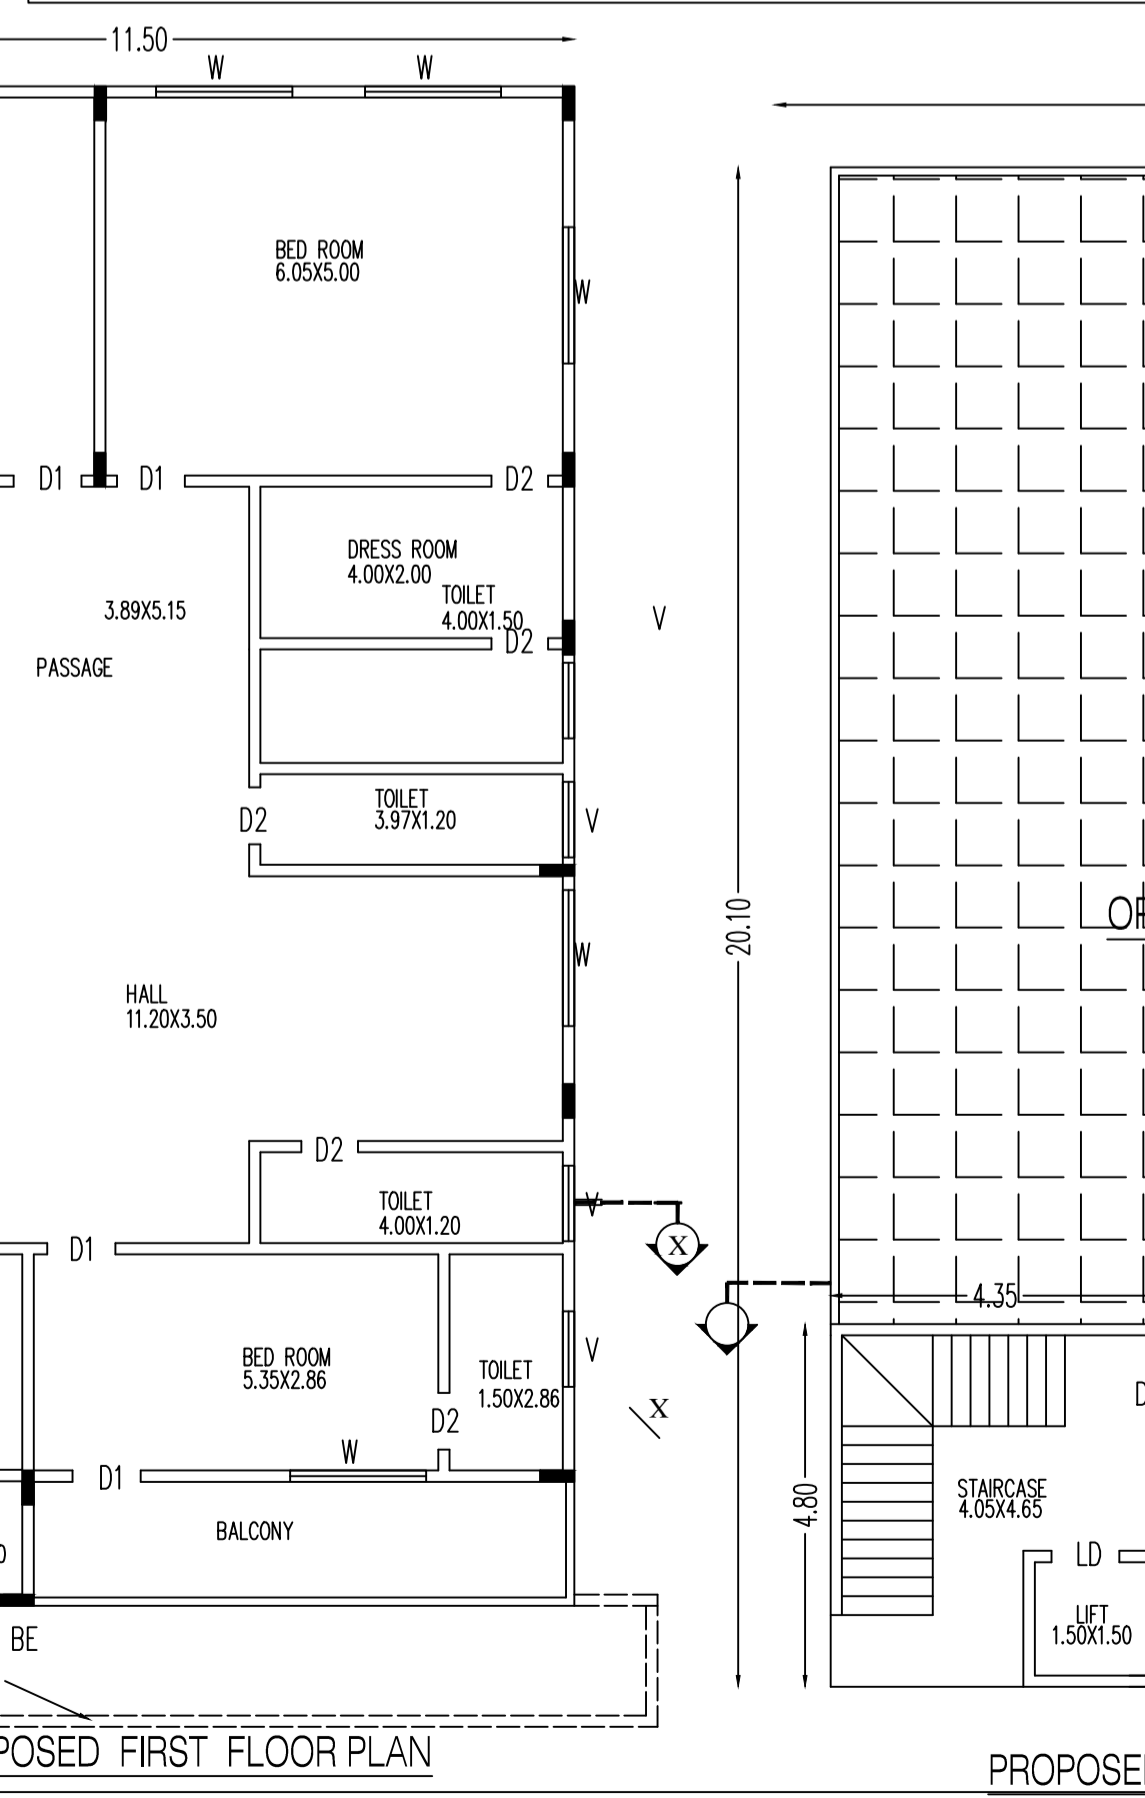 11.50
W
W
BED ROOM
6.05X5.00
W
D1
D1
D2
DRESS ROOM
4.00X2.00
TOILET
4.00X1.50
D2
3.89X5.15
PASSAGE
V
TOILET
3.97X1.20
D2
V
HALL
11.20X3.50
W
D2
TOILET
4.00X1.20
V
X
D1
BED ROOM
5.35X2.86
TOILET
1.50X2.86
V
X
D2
W
D1
BALCONY
0
BE
POSED FIRST FLOOR PLAN
20.10
OP
4.35
4.80
STAIRCASE
4.05X4.65
D
LD
LIFT
1.50X1.50
PROPOSE